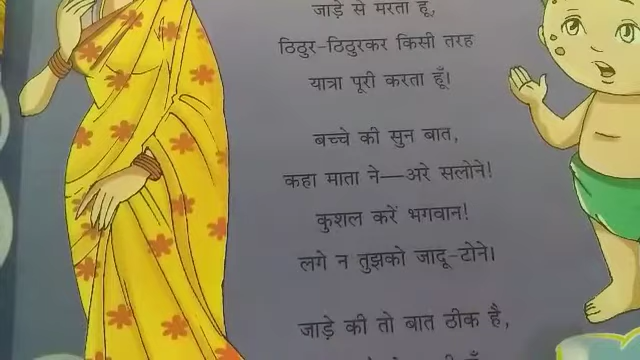 जाड़े से मरता हूँ,
ठिठुर-ठिठुरकर किसी तरह
यात्रा पूरी करता हूँ!
बच्चे की सुन बात,
कहा माता ने—अरे सलोने!
कुशल करें भगवान!
लगे न तुझको जादू-टोने।
जाड़े की तो बात ठीक है,